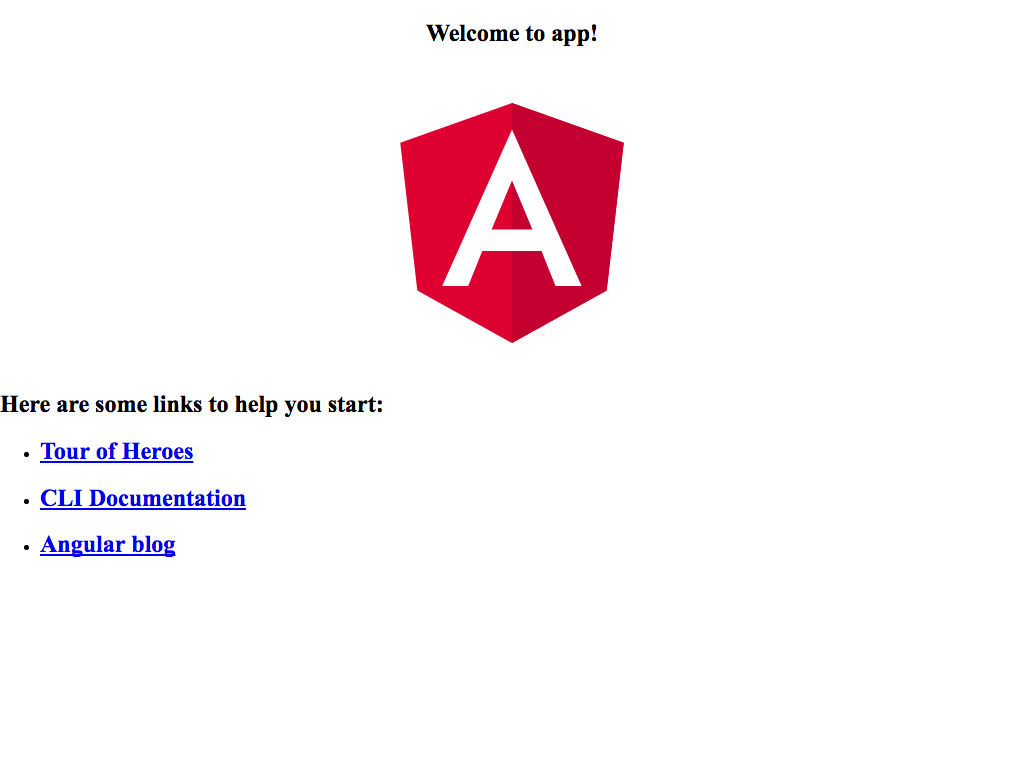 Welcome to app!
A
Here are some links to help you start:
Tour of Heroes
CLI Documentation
Angular blog